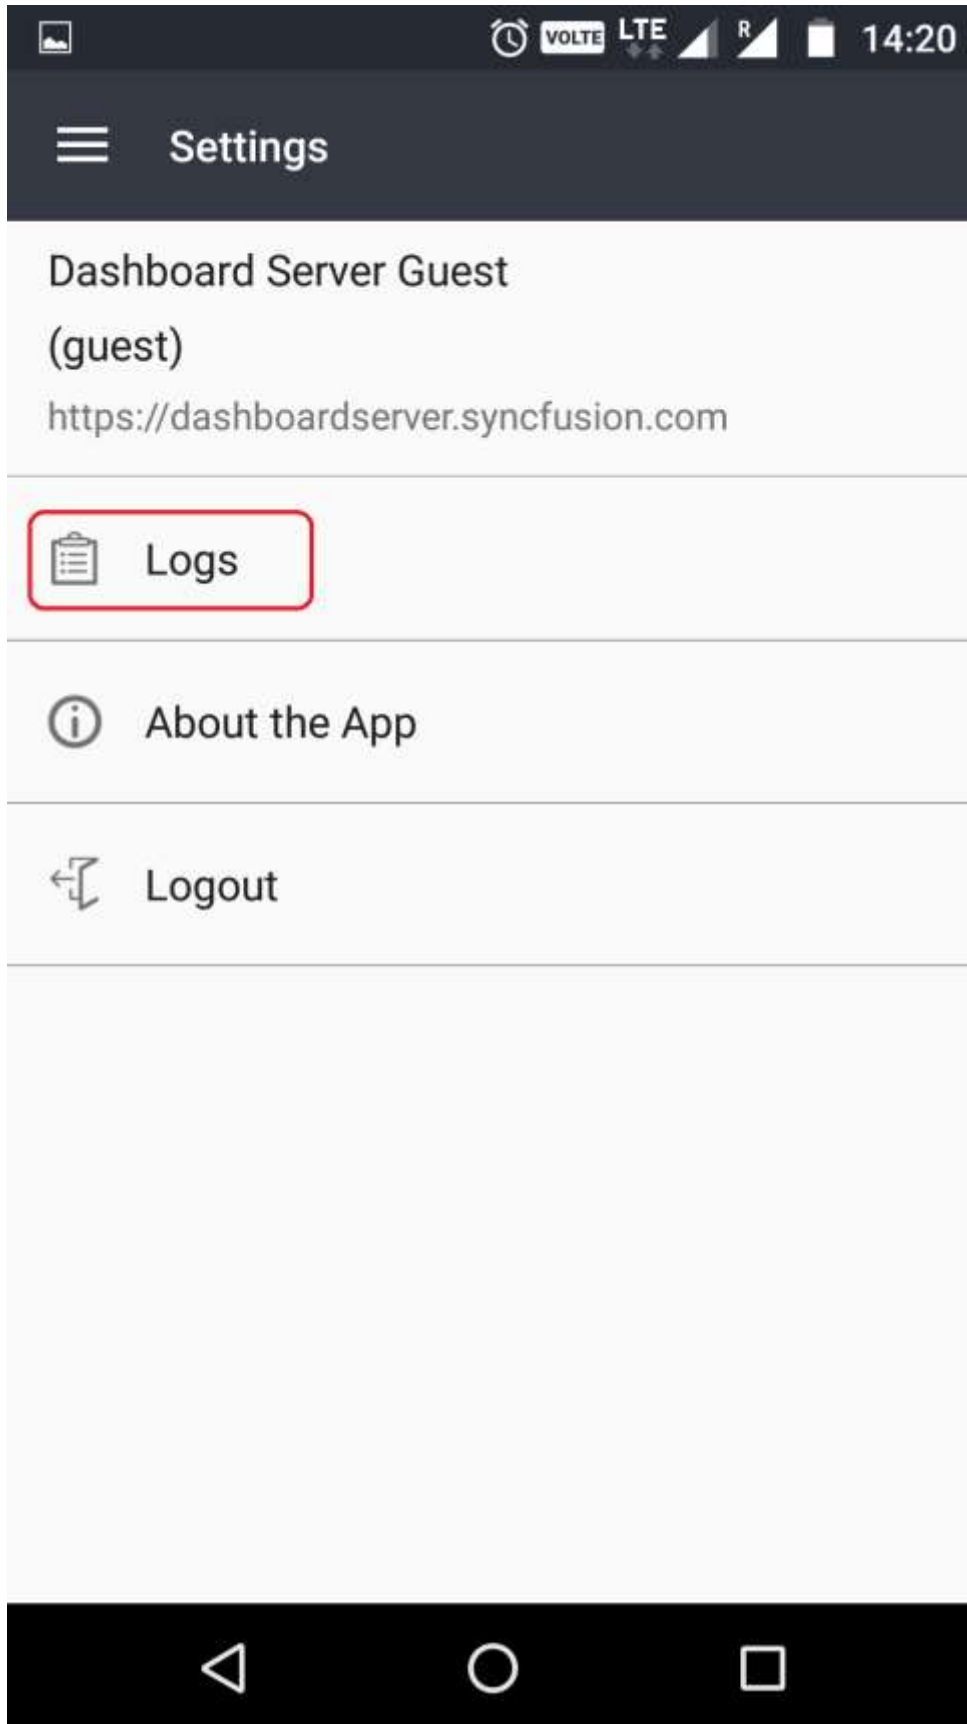 VOLTE LTE R 14:20
Settings
Dashboard Server Guest
(guest)
https://dashboardserver.syncfusion.com
Logs
About the App
Logout